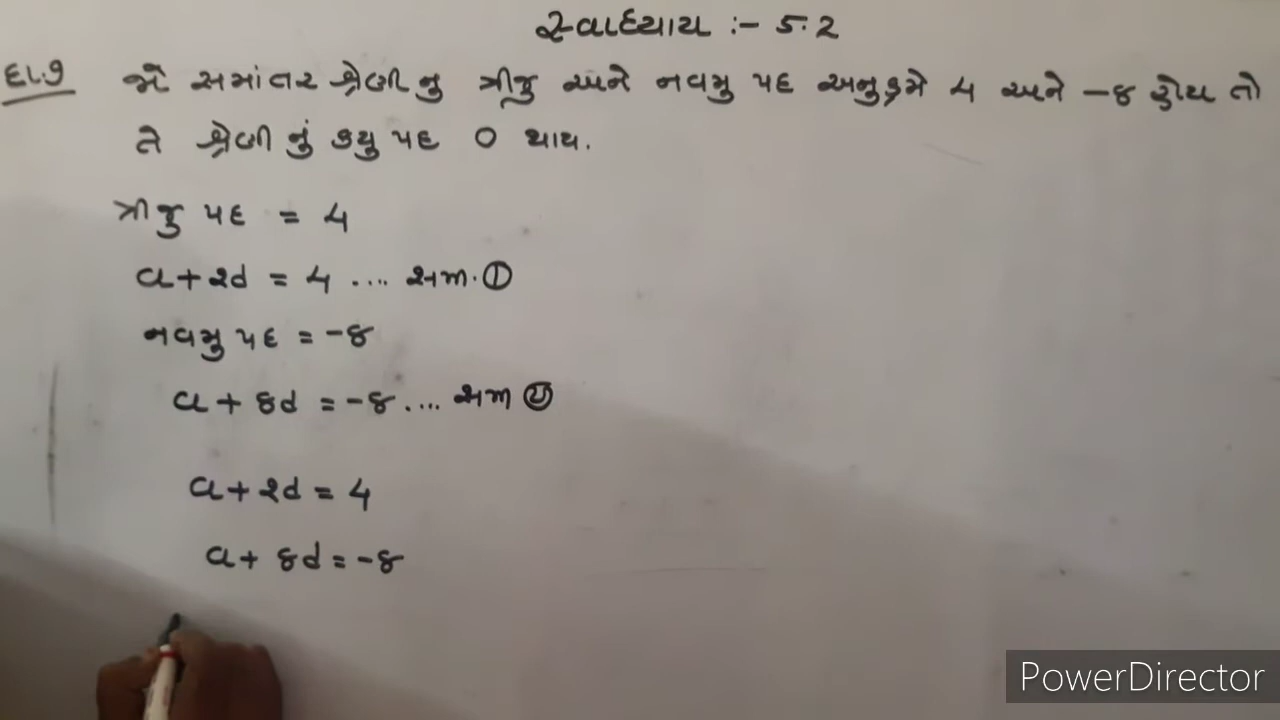 સ્વાધ્યાય :- 5.2
દા.૭ જો સમાંતર શ્રેણી નુ ત્રીજુ અને નવમુ પદ અનુક્રમે 4 અને -8 હોય તો
તે શ્રેણી નું કયુ પદ 0 થાય.
ત્રીજુ પદ = 4
a+2d = 4 .... સમ. ①
નવમુ પદ = -8
a + 8d = -8 .... સમ ②
a+2d = 4
a+ 8d = -8
PowerDirector